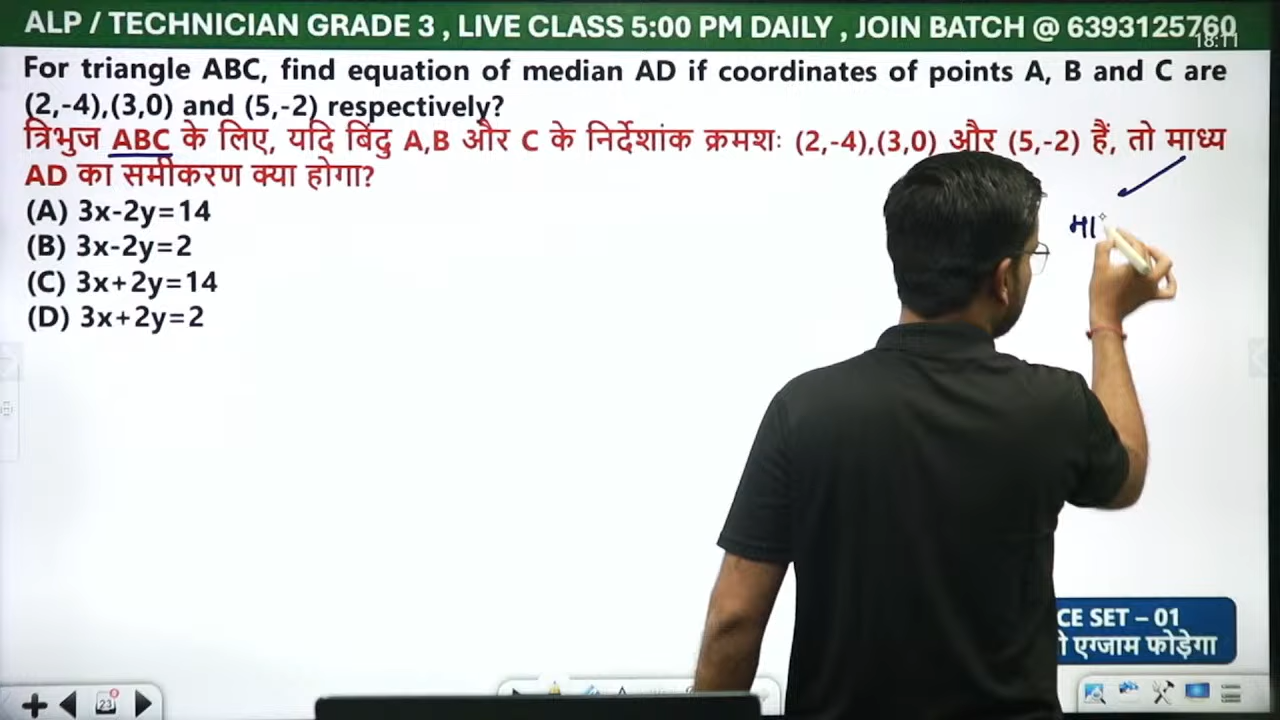 ALP / TECHNICIAN GRADE 3 , LIVE CLASS 5:00 PM DAILY , JOIN BATCH @ 6393125760
18:11
For triangle ABC, find equation of median AD if coordinates of points A, B and C are
(2,-4),(3,0) and (5,-2) respectively?
त्रिभुज ABC के लिए, यदि बिंदु A,B और C के निर्देशांक क्रमशः (2,-4),(3,0) और (5,-2) हैं, तो माध्य
AD का समीकरण क्या होगा?
(A) 3x-2y=14
मा
(B) 3x-2y=2
(C) 3x+2y=14
(D) 3x+2y=2
CE SET – 01
एग्जाम फोड़ेगा
23